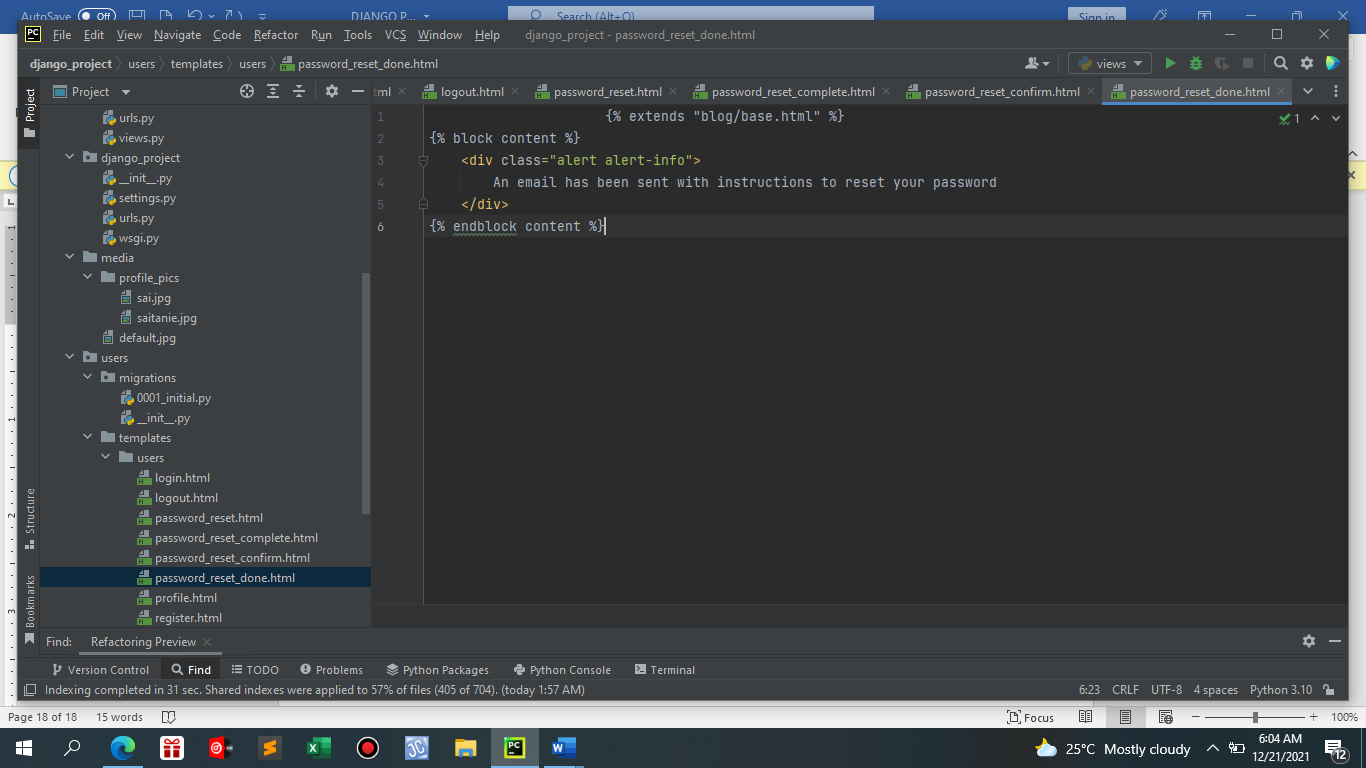 AutoSave Off DJANGO P... Search (Alt+Q) Sign in
PC File Edit View Navigate Code Refactor Run Tools VCS Window Help django_project - password_reset_done.html
django_project users templates users password_reset_done.html views
Project
Project
ml logout.html password_reset.html password_reset_complete.html password_reset_confirm.html password_reset_done.html
urls.py
views.py
django_project
__init__.py
settings.py
urls.py
wsgi.py
media
profile_pics
sai.jpg
saitanie.jpg
default.jpg
users
migrations
0001_initial.py
__init__.py
templates
users
login.html
logout.html
password_reset.html
password_reset_complete.html
password_reset_confirm.html
password_reset_done.html
profile.html
register.html
1 {% extends "blog/base.html" %}
2 {% block content %}
3 <div class="alert alert-info">
4 An email has been sent with instructions to reset your password
5 </div>
6 {% endblock content %}
1
Structure
Bookmarks
Find: Refactoring Preview
Version Control Find TODO Problems Python Packages Python Console Terminal
Indexing completed in 31 sec. Shared indexes were applied to 57% of files (405 of 704). (today 1:57 AM) 6:23 CRLF UTF-8 4 spaces Python 3.10
Page 18 of 18 15 words Focus 100%
25°C Mostly cloudy 6:04 AM
12/21/2021
12